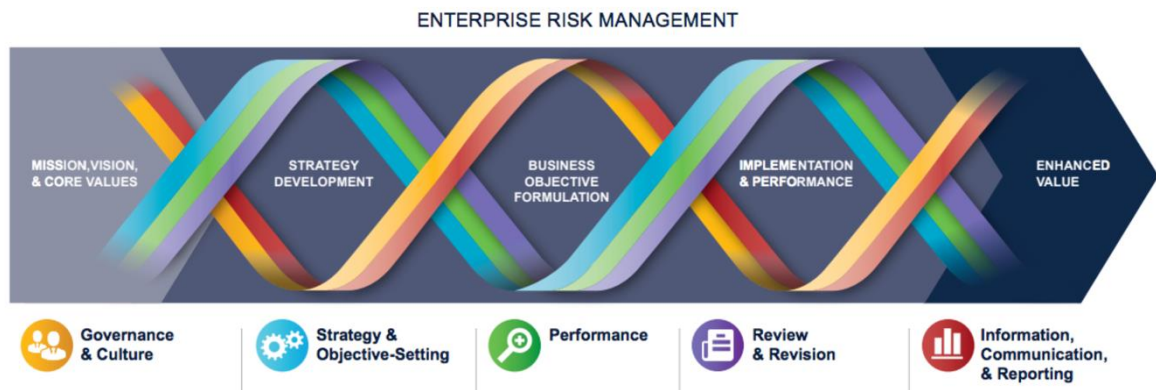 ENTERPRISE RISK MANAGEMENT
MISSION, VISION,
& CORE VALUES
STRATEGY
DEVELOPMENT
BUSINESS
OBJECTIVE
FORMULATION
IMPLEMENTATION
& PERFORMANCE
ENHANCED
VALUE
Governance
& Culture
Strategy &
Objective-Setting
Performance
Review
& Revision
Information,
Communication,
& Reporting